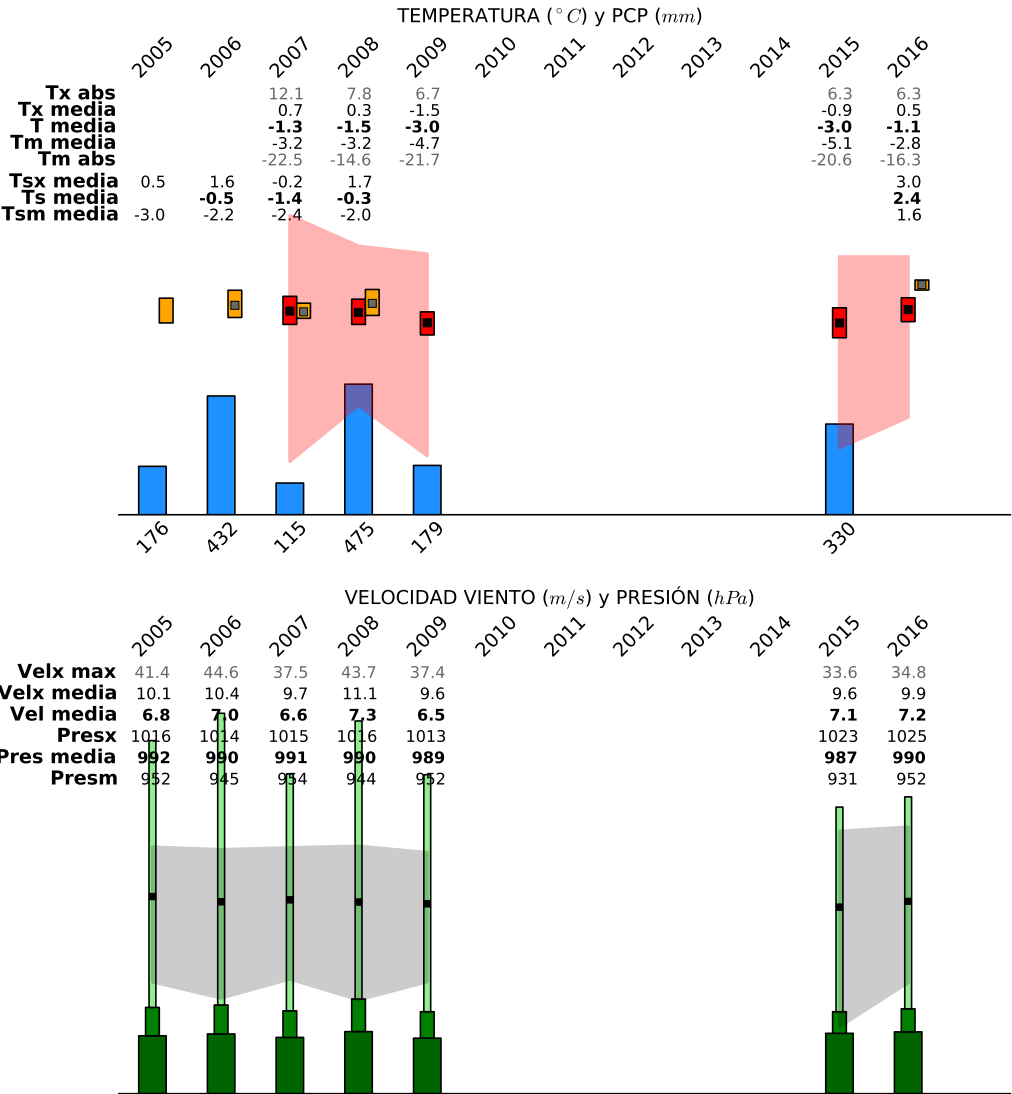 TEMPERATURA (°C) y PCP (mm)
2005 2006 2007 2008 2009 2010 2011 2012 2013 2014 2015 2016
Tx abs 12.1 7.8 6.7 6.3 6.3
Tx media 0.7 0.3 -1.5 -0.9 0.5
T media -1.3 -1.5 -3.0 -3.0 -1.1
Tm media -3.2 -3.2 -4.7 -5.1 -2.8
Tm abs -22.5 -14.6 -21.7 -20.6 -16.3
Tsx media 0.5 1.6 -0.2 1.7 3.0
Ts media -0.5 -1.4 -0.3 2.4
Tsm media -3.0 -2.2 -2.4 -2.0 1.6
176 432 115 475 179 330
VELOCIDAD VIENTO (m/s) y PRESIÓN (hPa)
2005 2006 2007 2008 2009 2010 2011 2012 2013 2014 2015 2016
Velx max 41.4 44.6 37.5 43.7 37.4 33.6 34.8
Velx media 10.1 10.4 9.7 11.1 9.6 9.6 9.9
Vel media 6.8 7.0 6.6 7.3 6.5 7.1 7.2
Presx 1016 1014 1015 1016 1013 1023 1025
Pres media 992 990 991 990 989 987 990
Presm 952 945 954 944 952 931 952